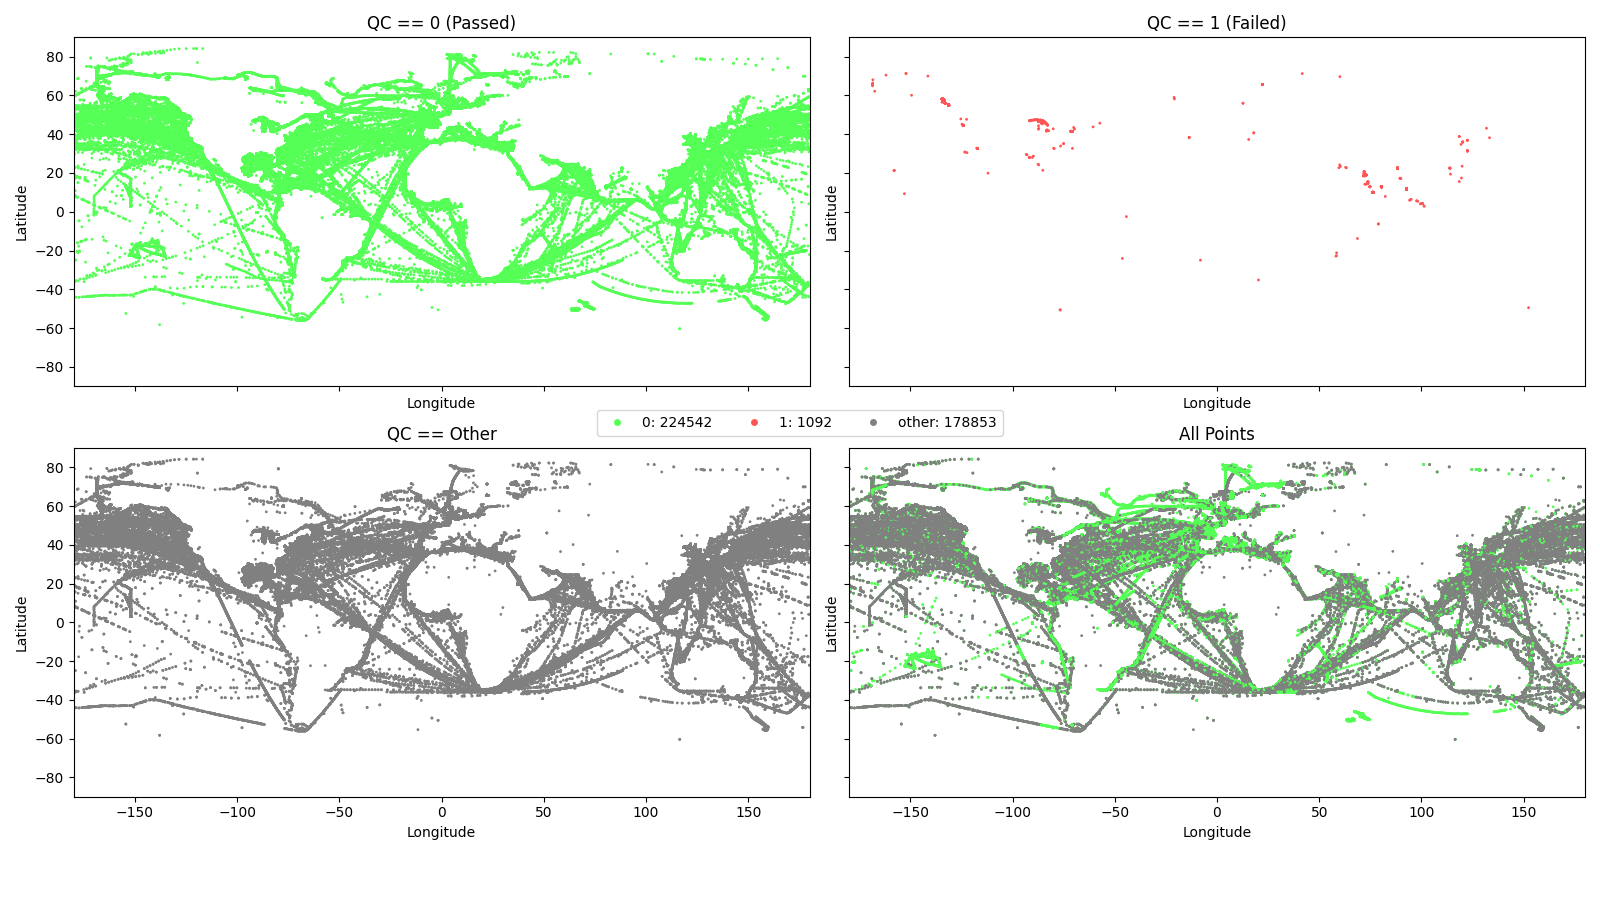 QC == 0 (Passed)
QC == 1 (Failed)
80
60
40
20
0
−20
−40
−60
−80
Latitude
Latitude
Longitude
Longitude
0: 224542
1: 1092
other: 178853
QC == Other
All Points
80
60
40
20
0
−20
−40
−60
−80
Latitude
Latitude
−150
−100
−50
0
50
100
150
−150
−100
−50
0
50
100
150
Longitude
Longitude